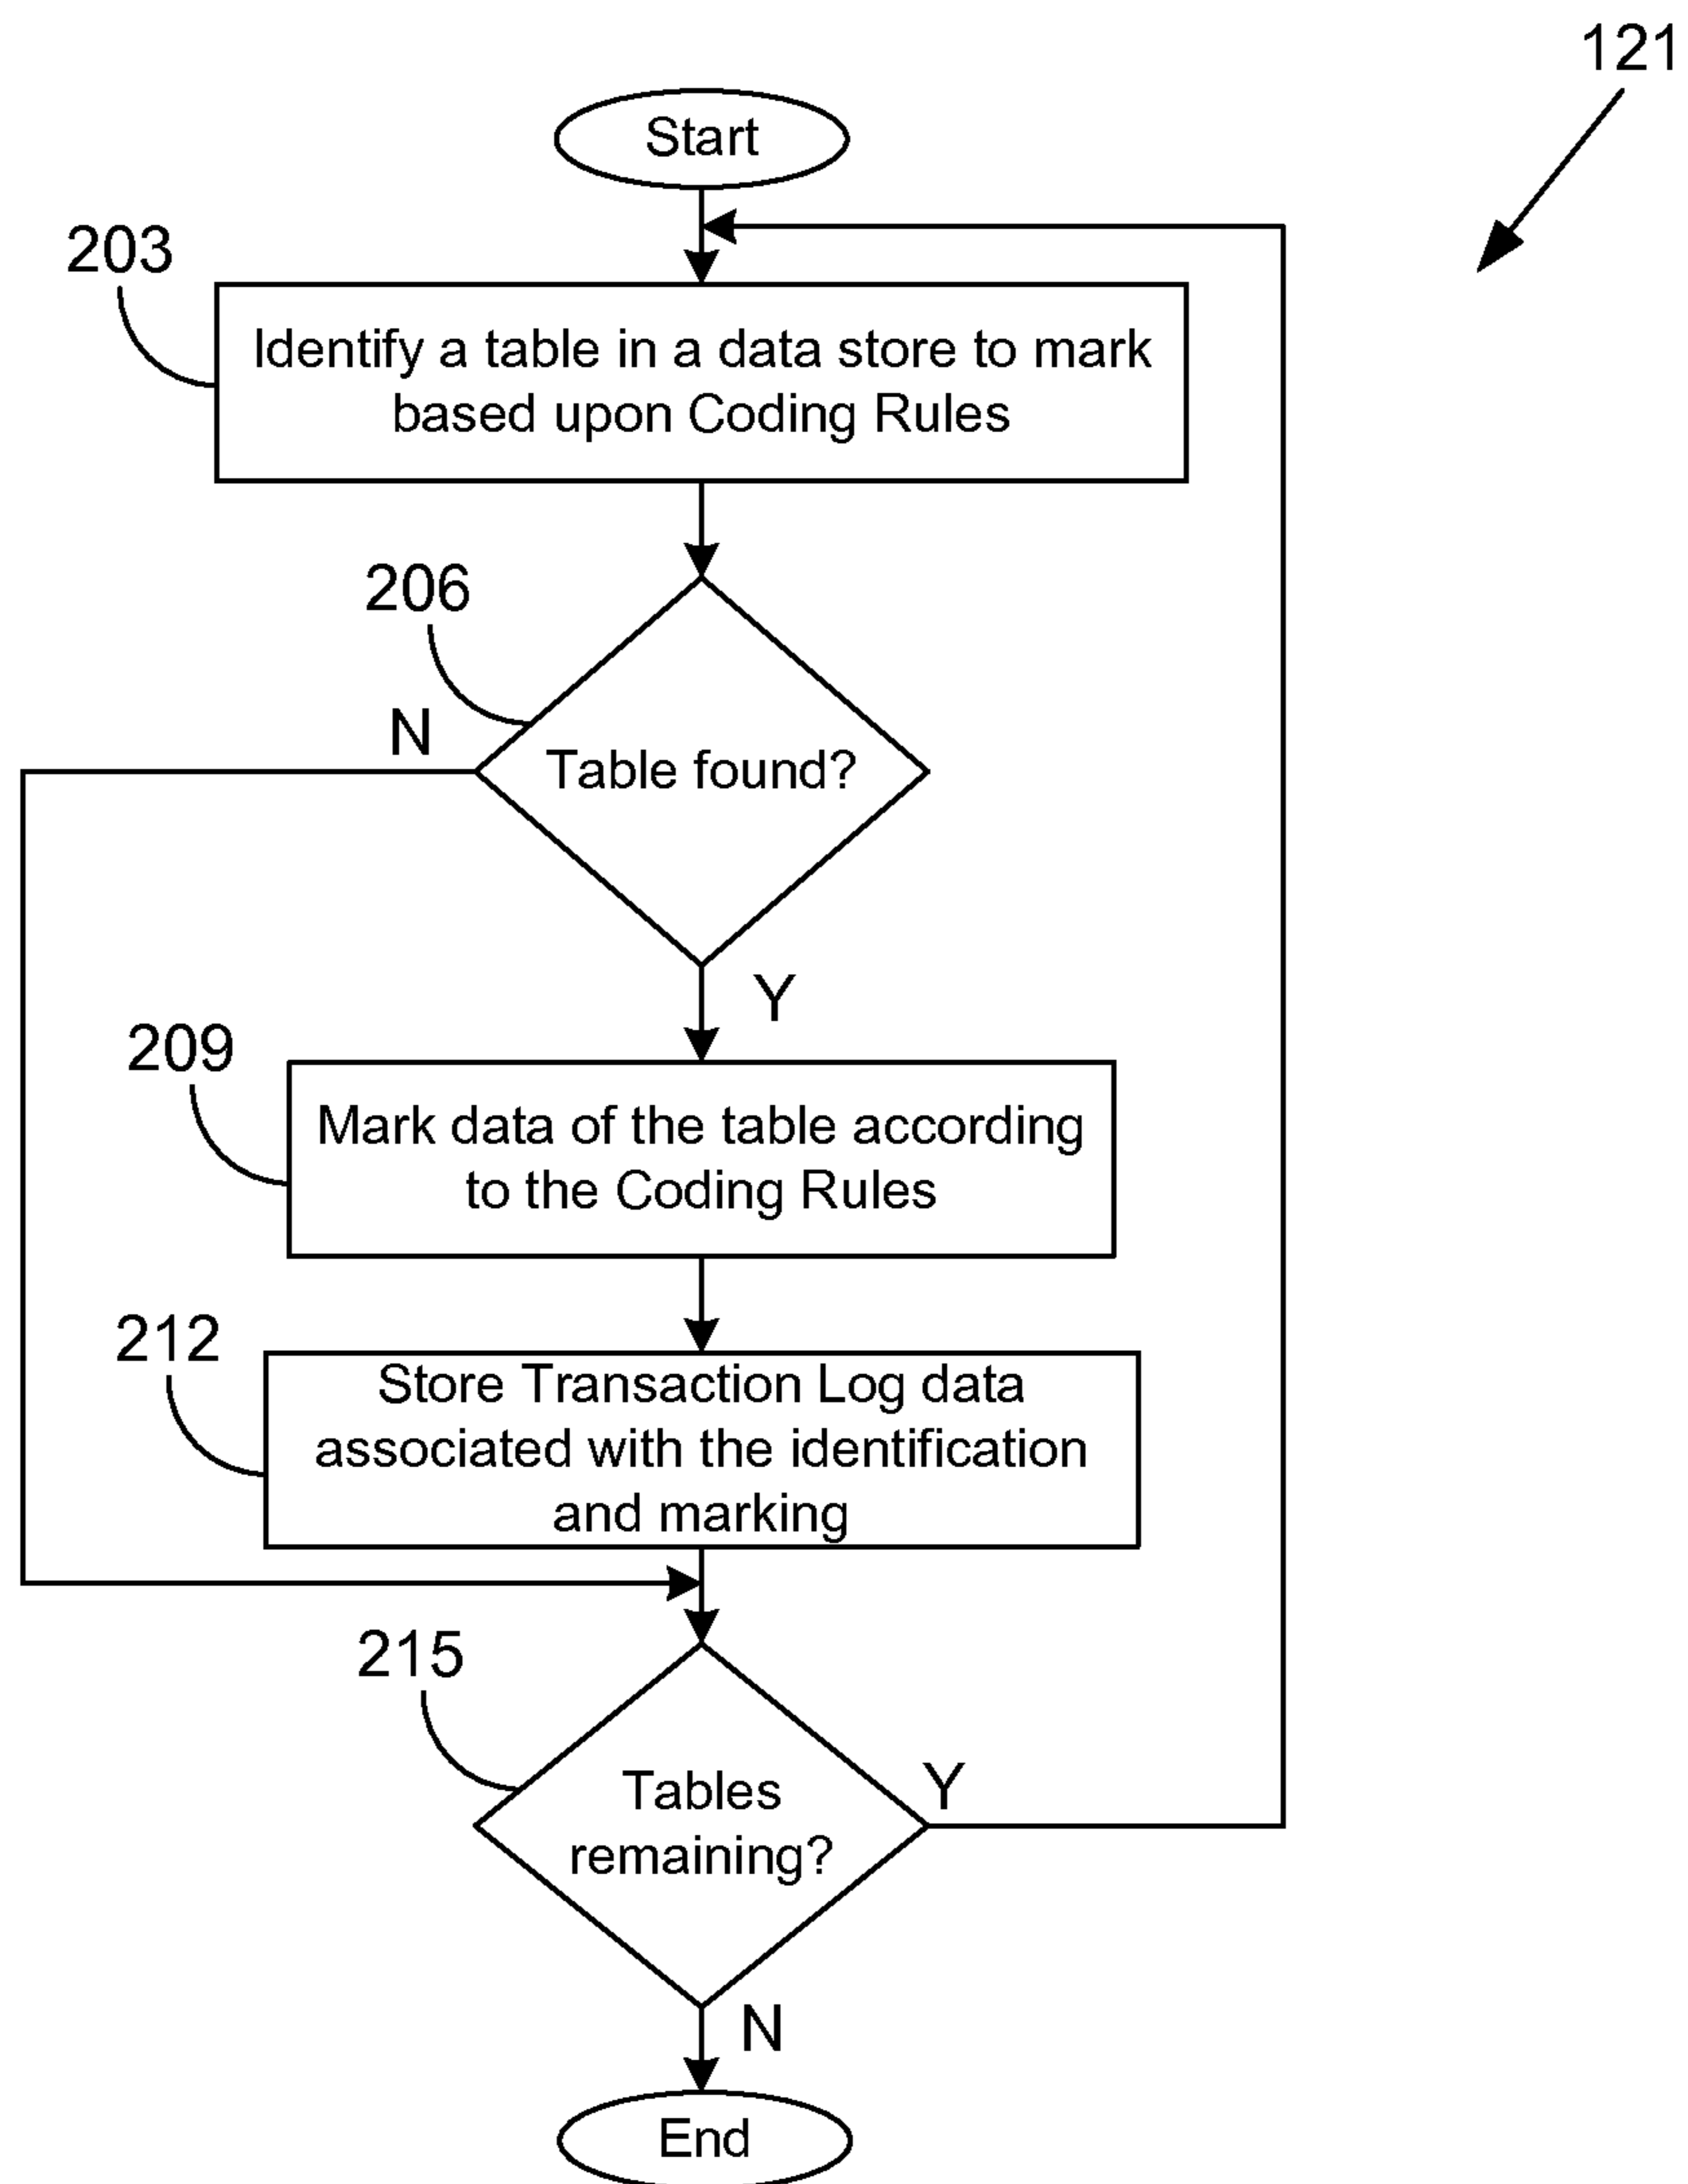 121
Start
203
Identify a table in a data store to mark
based upon Coding Rules
206
N
Table found?
Y
209
Mark data of the table according
to the Coding Rules
212
Store Transaction Log data
associated with the identification
and marking
215
Tables
remaining?
Y
N
End